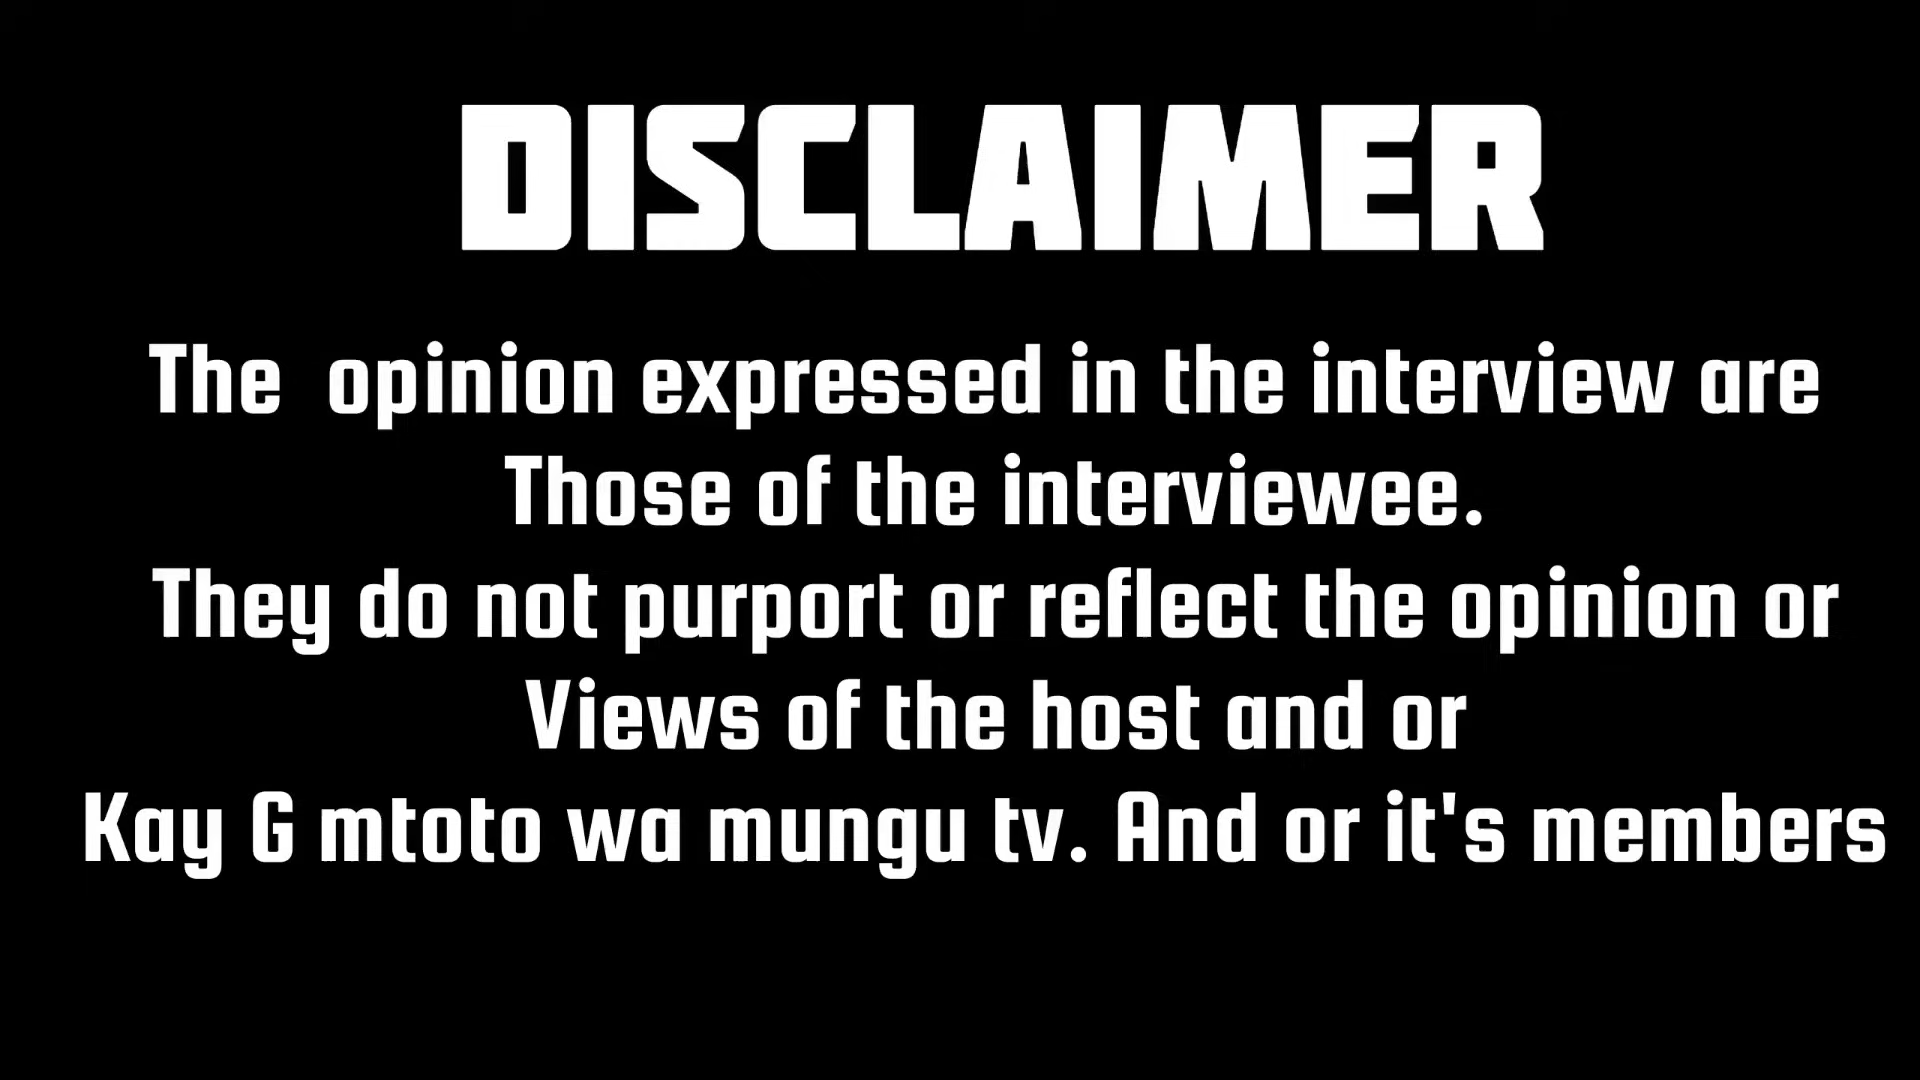 DISCLAIMER
The opinion expressed in the interview are
Those of the interviewee.
They do not purport or reflect the opinion or
Views of the host and or
Kay G mtoto wa mungu tv. And or it's members